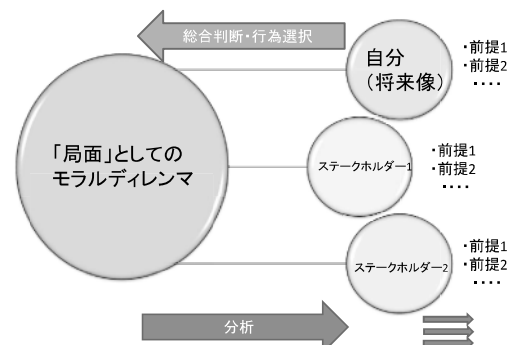 総合判断・行為選択
自分
（将来像）
・前提1
・前提2
・・・・
「局面」としての
モラルディレンマ
ステークホルダー1
・前提1
・前提2
・・・・
ステークホルダー2
・前提1
・前提2
・・・・
分析